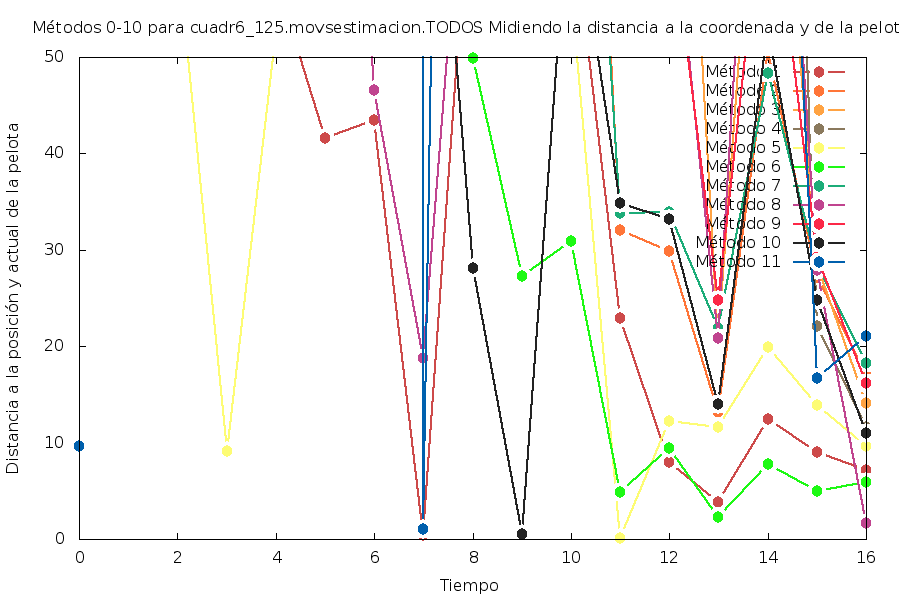 Métodos 0-10 para cuadr6_125.movsestimacion.TODOS Midiendo la distancia a la coordenada y de la pelot
50
40
30
20
10
0
0 2 4 6 8 10 12 14 16
Distancia a la posición y actual de la pelota
Tiempo
Método
Método
Método 3
Método 4
Método 5
Método 6
Método 7
Método 8
Método 9
Método 10
Método 11